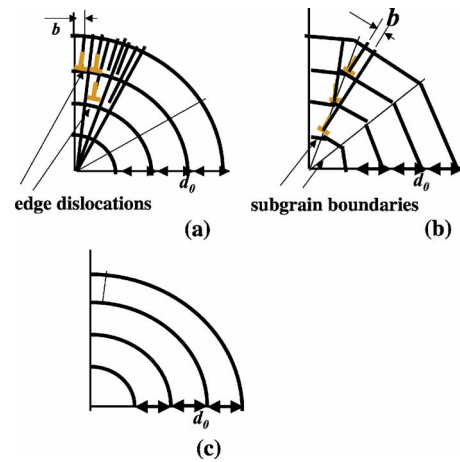 (a)
b
edge dislocations
d₀
(a)
b
subgrain boundaries
d₀
(b)
d₀
(c)